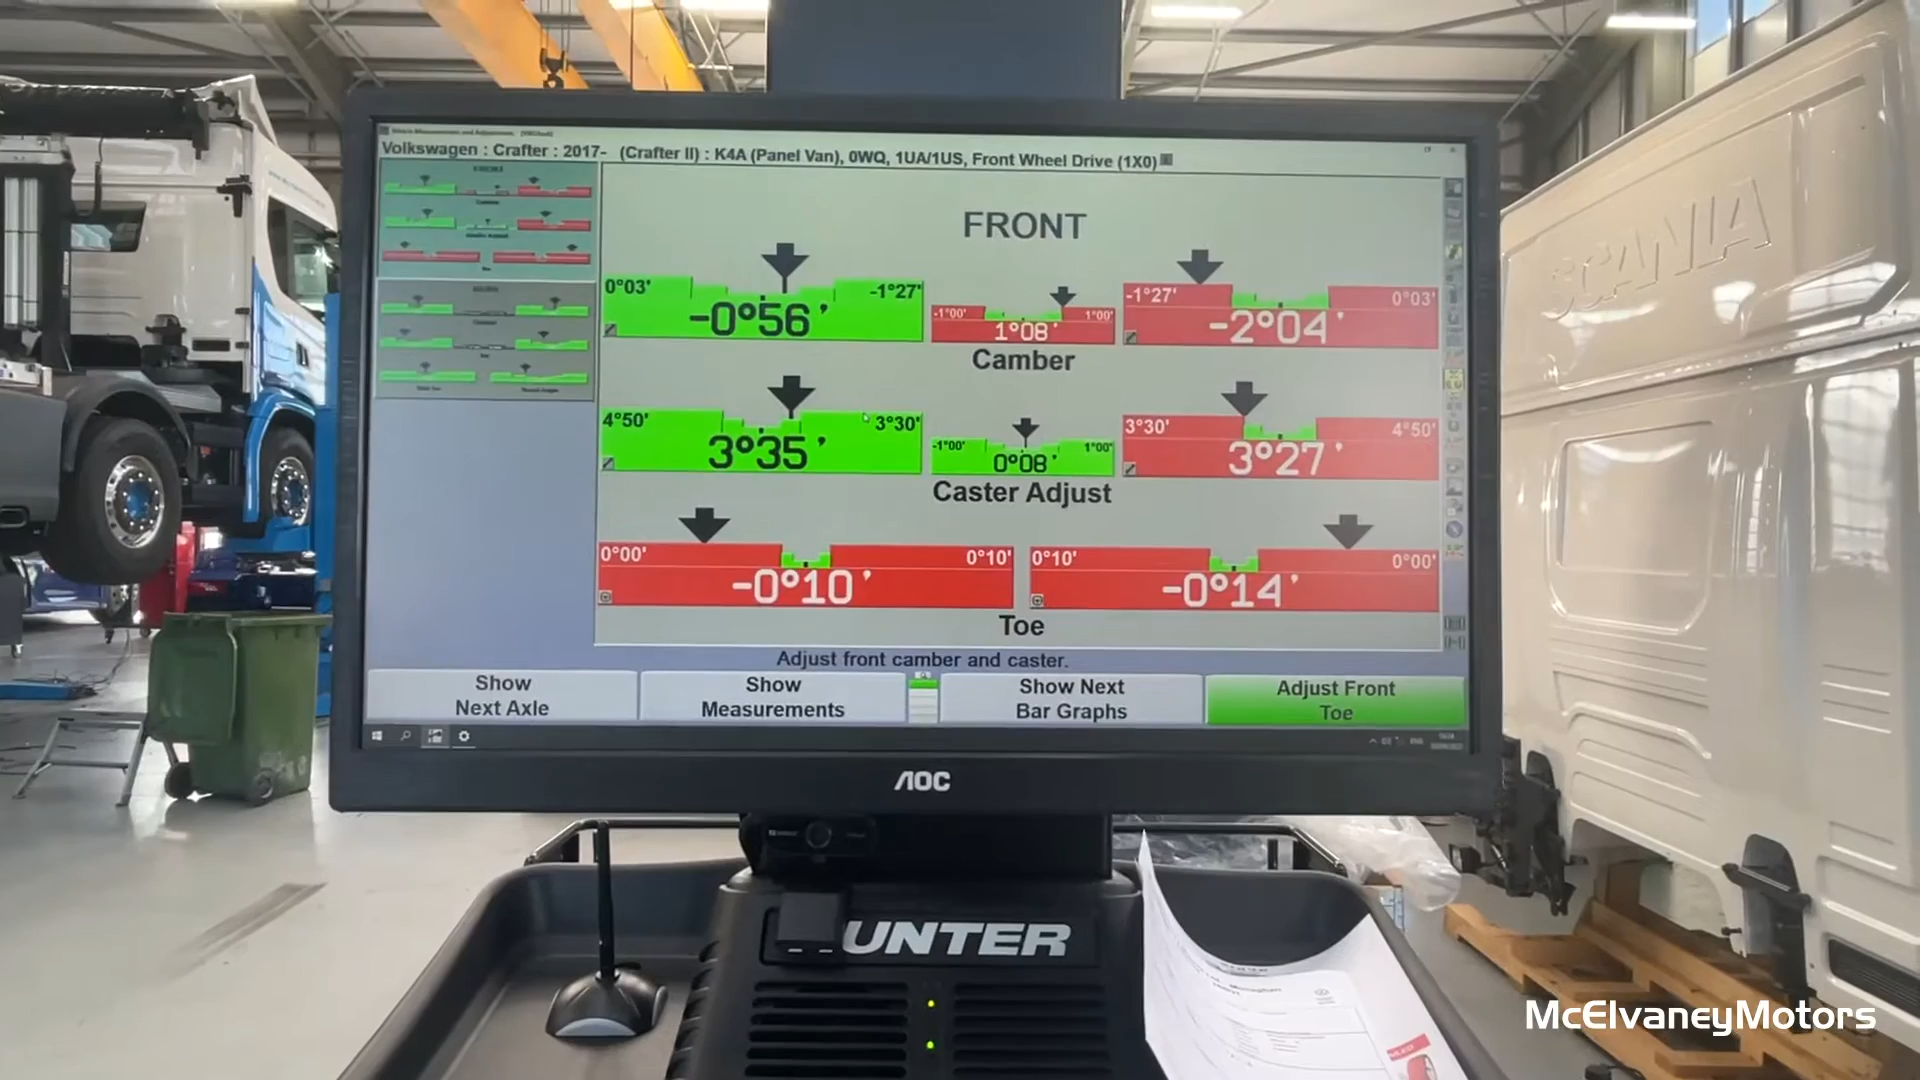 Vehicle Measurement and Adjustments
Volkswagen : Crafter : 2017- (Crafter II) : K4A (Panel Van), 0WQ, 1UA/1US, Front Wheel Drive (1X0)
FRONT
0°03' -1°27' -1°27' 0°03'
-0°56' -1°00' 1°00' -2°04'
1°08'
Camber
4°50' 3°30' 3°30' 4°50'
3°35' -1°00' 1°00' 3°27'
0°08'
Caster Adjust
0°00' 0°10' 0°10' 0°00'
-0°10' -0°14'
Toe
Adjust front camber and caster.
Show Next Axle
Show Measurements
Show Next Bar Graphs
Adjust Front Toe
AOC
UNTER
SCANIA
McElvaneyMotors